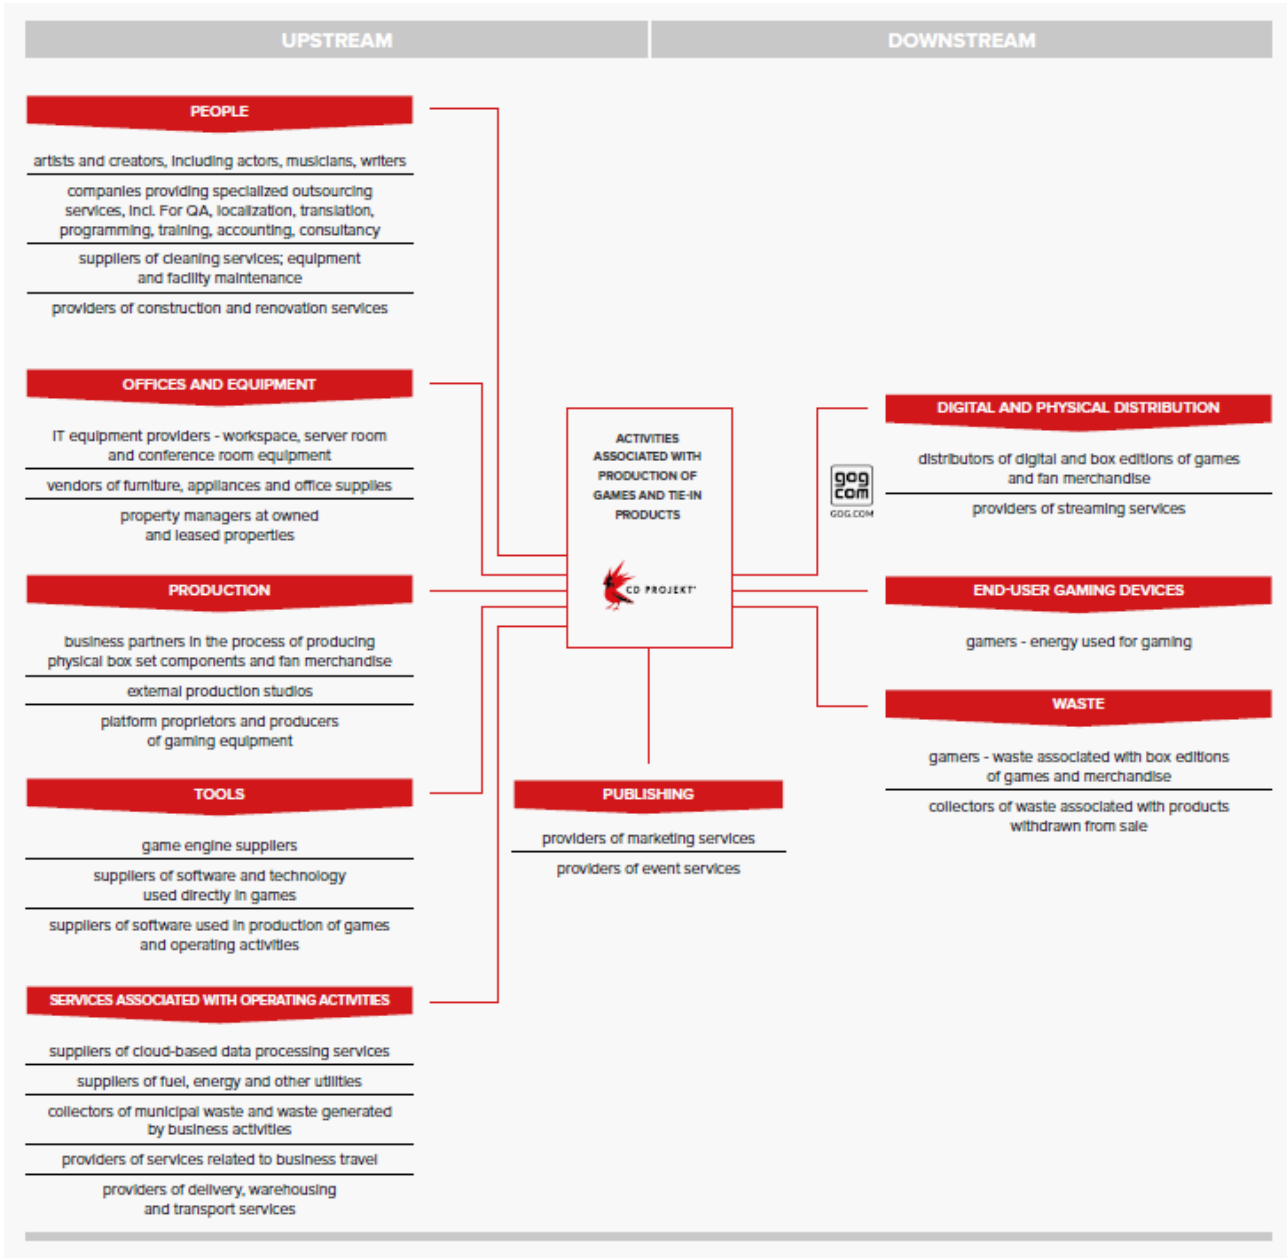 UPSTREAM
DOWNSTREAM
PEOPLE
artists and creators, including actors, musicians, writers
companies providing specialized outsourcing
services, incl. For QA, localization, translation,
programming, training, accounting, consultancy
suppliers of cleaning services; equipment
and facility maintenance
providers of construction and renovation services
OFFICES AND EQUIPMENT
IT equipment providers - workspace, server room
and conference room equipment
vendors of furniture, appliances and office supplies
property managers at owned
and leased properties
PRODUCTION
business partners in the process of producing
physical box set components and fan merchandise
external production studios
platform proprietors and producers
of gaming equipment
TOOLS
game engine suppliers
suppliers of software and technology
used directly in games
suppliers of software used in production of games
and operating activities
SERVICES ASSOCIATED WITH OPERATING ACTIVITIES
suppliers of cloud-based data processing services
suppliers of fuel, energy and other utilities
collectors of municipal waste and waste generated
by business activities
providers of services related to business travel
providers of delivery, warehousing
and transport services
ACTIVITIES
ASSOCIATED WITH
PRODUCTION OF
GAMES AND TIE-IN
PRODUCTS
CD PROJEKT®
PUBLISHING
providers of marketing services
providers of event services
gog
com
GOG.COM
DIGITAL AND PHYSICAL DISTRIBUTION
distributors of digital and box editions of games
and fan merchandise
providers of streaming services
END-USER GAMING DEVICES
gamers - energy used for gaming
WASTE
gamers - waste associated with box editions
of games and merchandise
collectors of waste associated with products
withdrawn from sale